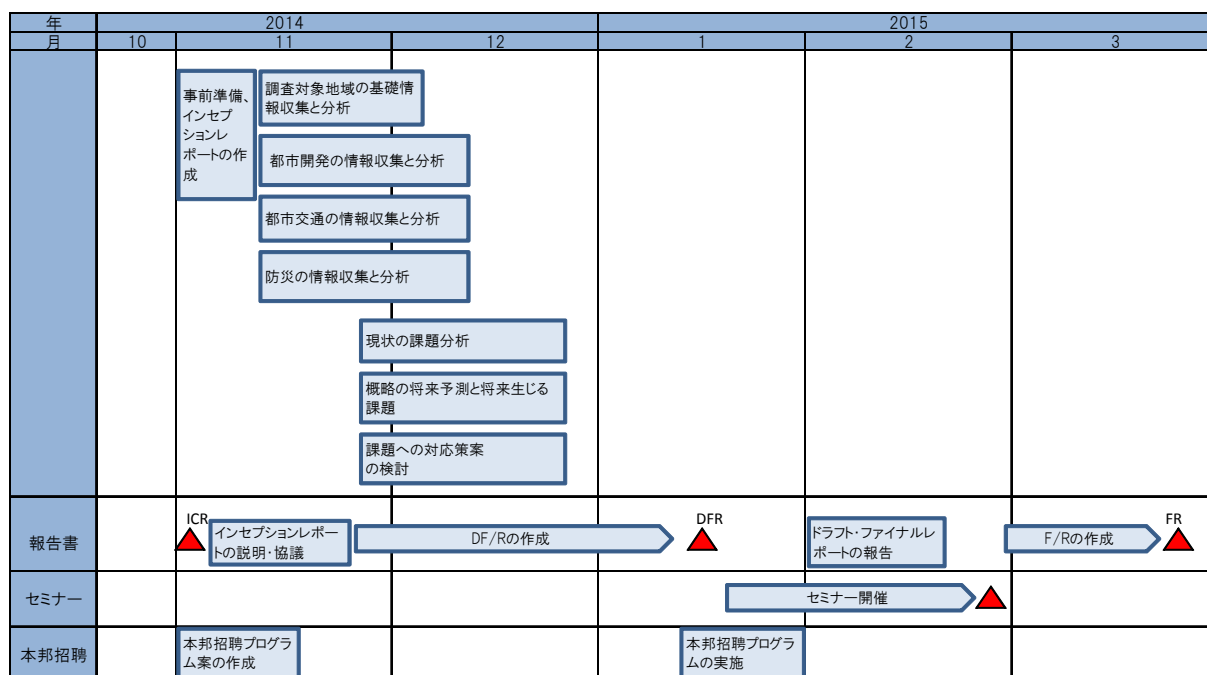 年
2014
2015
月
10
11
12
1
2
3
事前準備、
インセプ
ションレ
ポートの作
成
調査対象地域の基礎情
報収集と分析
都市開発の情報収集と分析
都市交通の情報収集と分析
防災の情報収集と分析
現状の課題分析
概略の将来予測と将来生じる
課題
課題への対応策案
の検討
報告書
ICR
インセプションレポー
トの説明・協議
DF/Rの作成
DFR
ドラフト・ファイナルレ
ポートの報告
F/Rの作成
FR
セミナー
セミナー開催
本邦招聘
本邦招聘プログラ
ム案の作成
本邦招聘プログラ
ムの実施